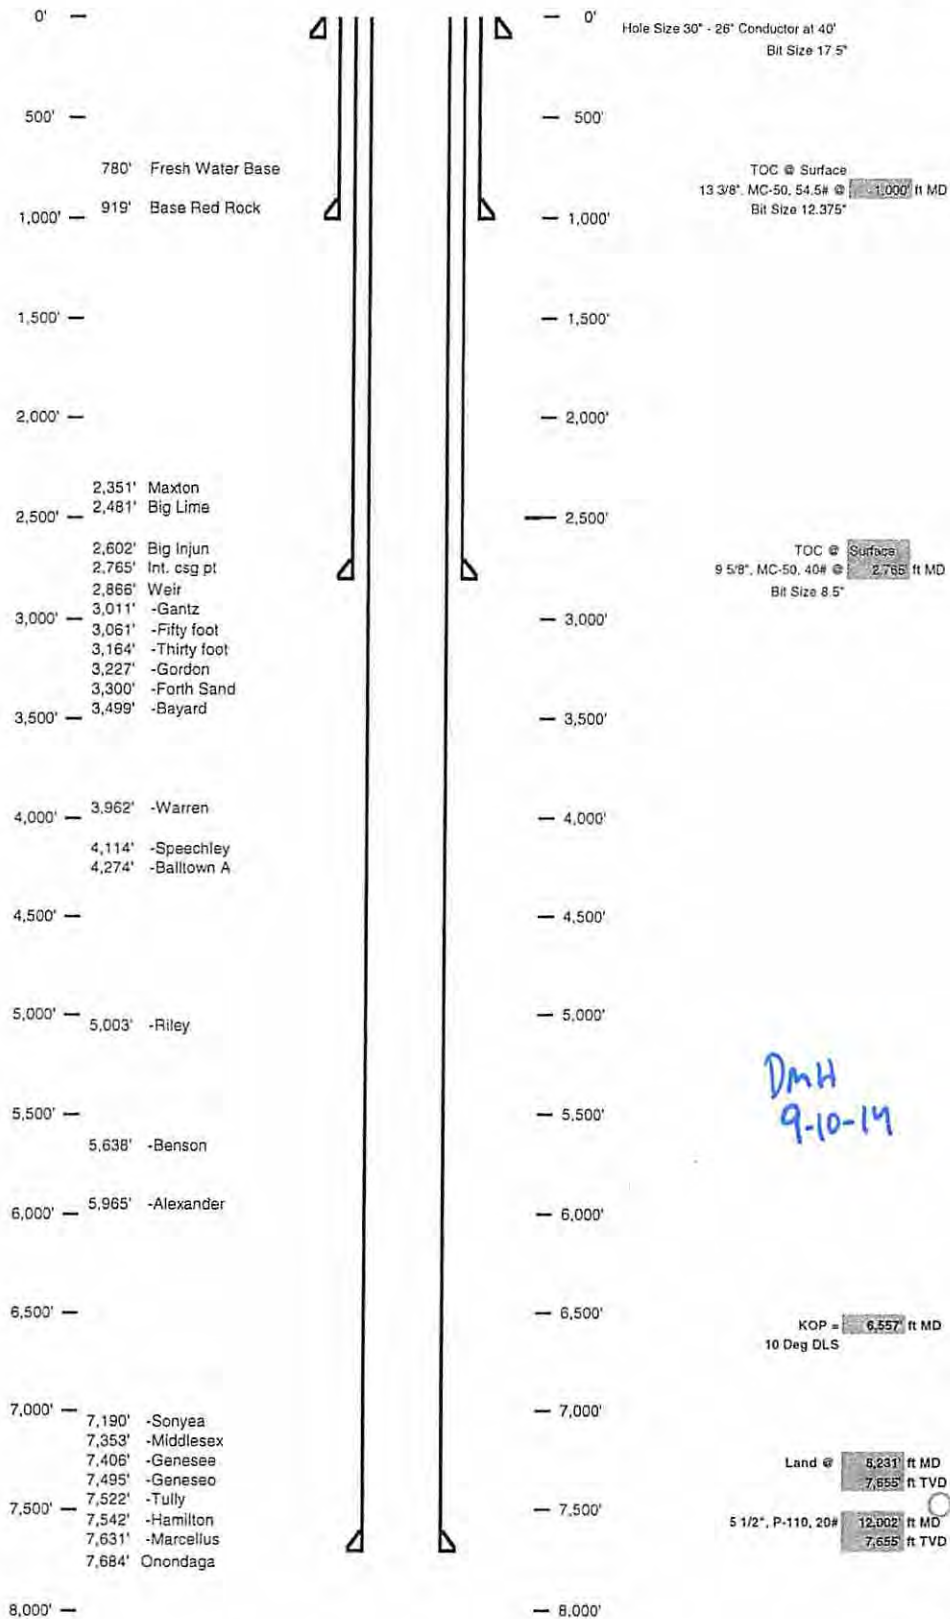 0' — — 0' Hole Size 30" - 26" Conductor at 40'
Bit Size 17.5"
500' — — 500'
780' Fresh Water Base TOC @ Surface
13 3/8", MC-50, 54.5# @ 1,000' ft MD
919' Base Red Rock Bit Size 12.375"
1,000' — — 1,000'
1,500' — — 1,500'
2,000' — — 2,000'
2,351' Maxton
2,481' Big Lime
2,500' — — 2,500'
2,602' Big Injun TOC @ Surface
2,765' Int. csg pt 9 5/8", MC-50, 40# @ 2,765' ft MD
2,866' Weir Bit Size 8.5"
3,011' -Gantz
3,000' — — 3,000'
3,061' -Fifty foot
3,164' -Thirty foot
3,227' -Gordon
3,300' -Forth Sand
3,499' -Bayard
3,500' — — 3,500'
3,962' -Warren
4,000' — — 4,000'
4,114' -Speechley
4,274' -Balltown A
4,500' — — 4,500'
5,000' — — 5,000'
5,003' -Riley
DMH
9-10-14
5,500' — — 5,500'
5,638' -Benson
5,965' -Alexander
6,000' — — 6,000'
6,500' — — 6,500'
KOP = 6,557' ft MD
10 Deg DLS
7,000' — — 7,000'
7,190' -Sonyea
7,353' -Middlesex
7,406' -Genesee Land @ 8,231' ft MD
7,495' -Geneseo 7,655' ft TVD
7,522' -Tully
7,500' — — 7,500'
7,542' -Hamilton 5 1/2", P-110, 20# 12,002' ft MD
7,631' -Marcellus 7,655' ft TVD
7,684' Onondaga
8,000' — — 8,000'